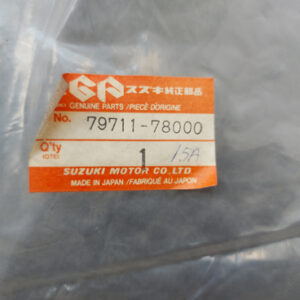 SGP スズキ純正部品
GENUINE PARTS/PIÈCE D'ORIGINE
No. 79711-78000
Q'ty
(QTÉ) 1 15A
SUZUKI MOTOR CO.,LTD
MADE IN JAPAN/FABRIQUÉ AU JAPON